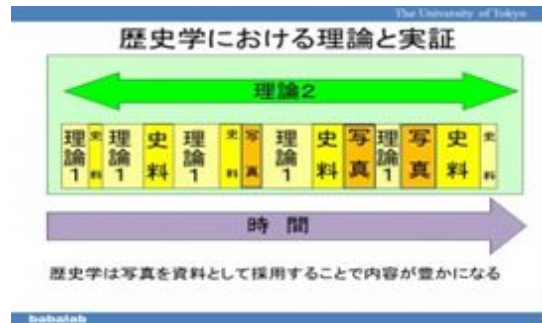 The University of Tokyo
歴史学における理論と実証
理論2
理論1
史料
理論1
史料
理論1
史料
写真
理論1
史料
写真
理論1
写真
史料
史料
時間
歴史学は写真を資料として採用することで内容が豊かになる
babalab